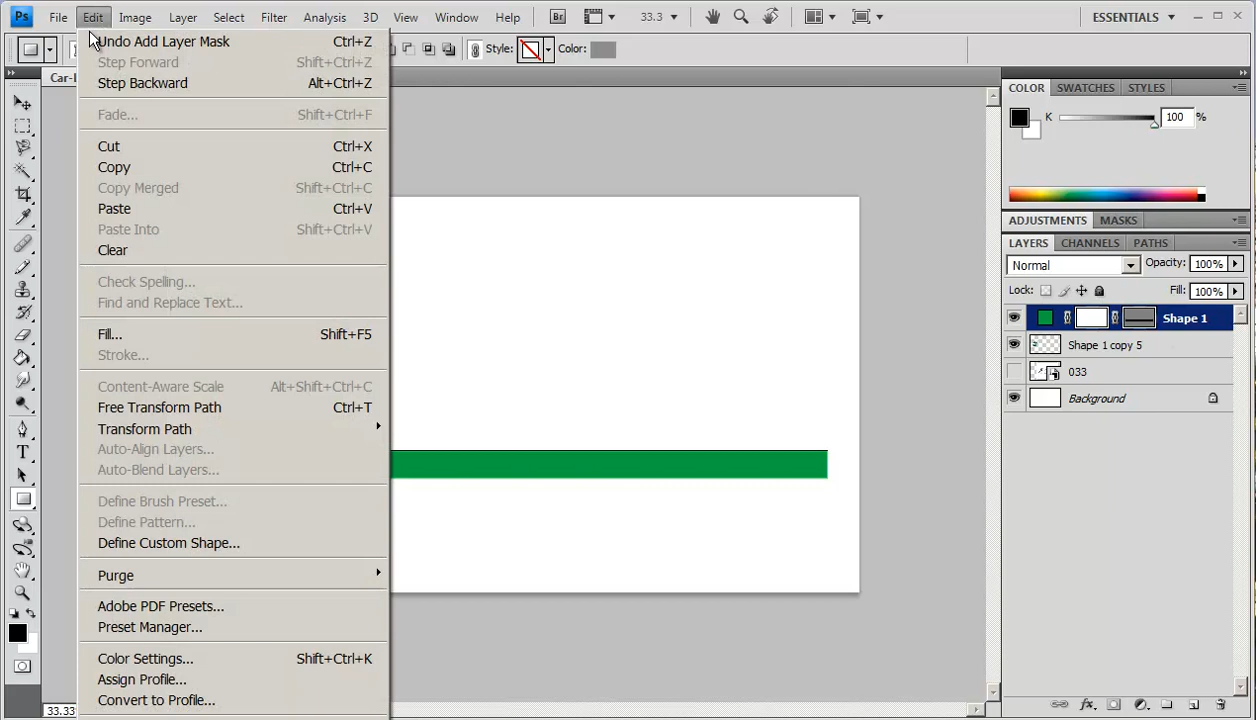 Ps File Edit Image Layer Select Filter Analysis 3D View Window Help Br 33.3 ESSENTIALS
Style: Color:
Undo Add Layer Mask Ctrl+Z
Step Forward Shift+Ctrl+Z
Step Backward Alt+Ctrl+Z
Fade... Shift+Ctrl+F
Cut Ctrl+X
Copy Ctrl+C
Copy Merged Shift+Ctrl+C
Paste Ctrl+V
Paste Into Shift+Ctrl+V
Clear
Check Spelling...
Find and Replace Text...
Fill... Shift+F5
Stroke...
Content-Aware Scale Alt+Shift+Ctrl+C
Free Transform Path Ctrl+T
Transform Path
Auto-Align Layers...
Auto-Blend Layers...
Define Brush Preset...
Define Pattern...
Define Custom Shape...
Purge
Adobe PDF Presets...
Preset Manager...
Color Settings... Shift+Ctrl+K
Assign Profile...
Convert to Profile...
COLOR SWATCHES STYLES
K 100 %
ADJUSTMENTS MASKS
LAYERS CHANNELS PATHS
Normal Opacity: 100%
Lock: Fill: 100%
Shape 1
Shape 1 copy 5
033
Background